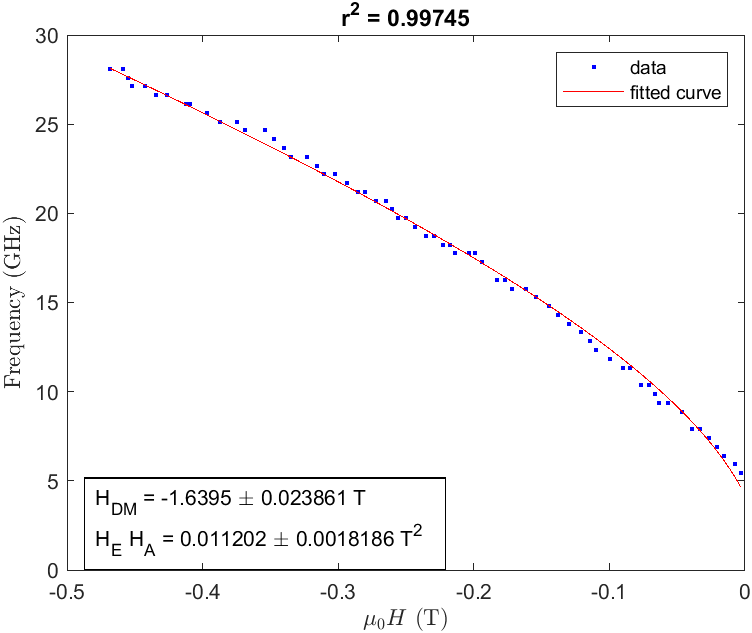 r² = 0.99745
30
25
20
15
10
5
0
Frequency (GHz)
data
fitted curve
H_DM = -1.6395 ± 0.023861 T
H_E H_A = 0.011202 ± 0.0018186 T²
-0.5
-0.4
-0.3
-0.2
-0.1
0
μ₀H (T)